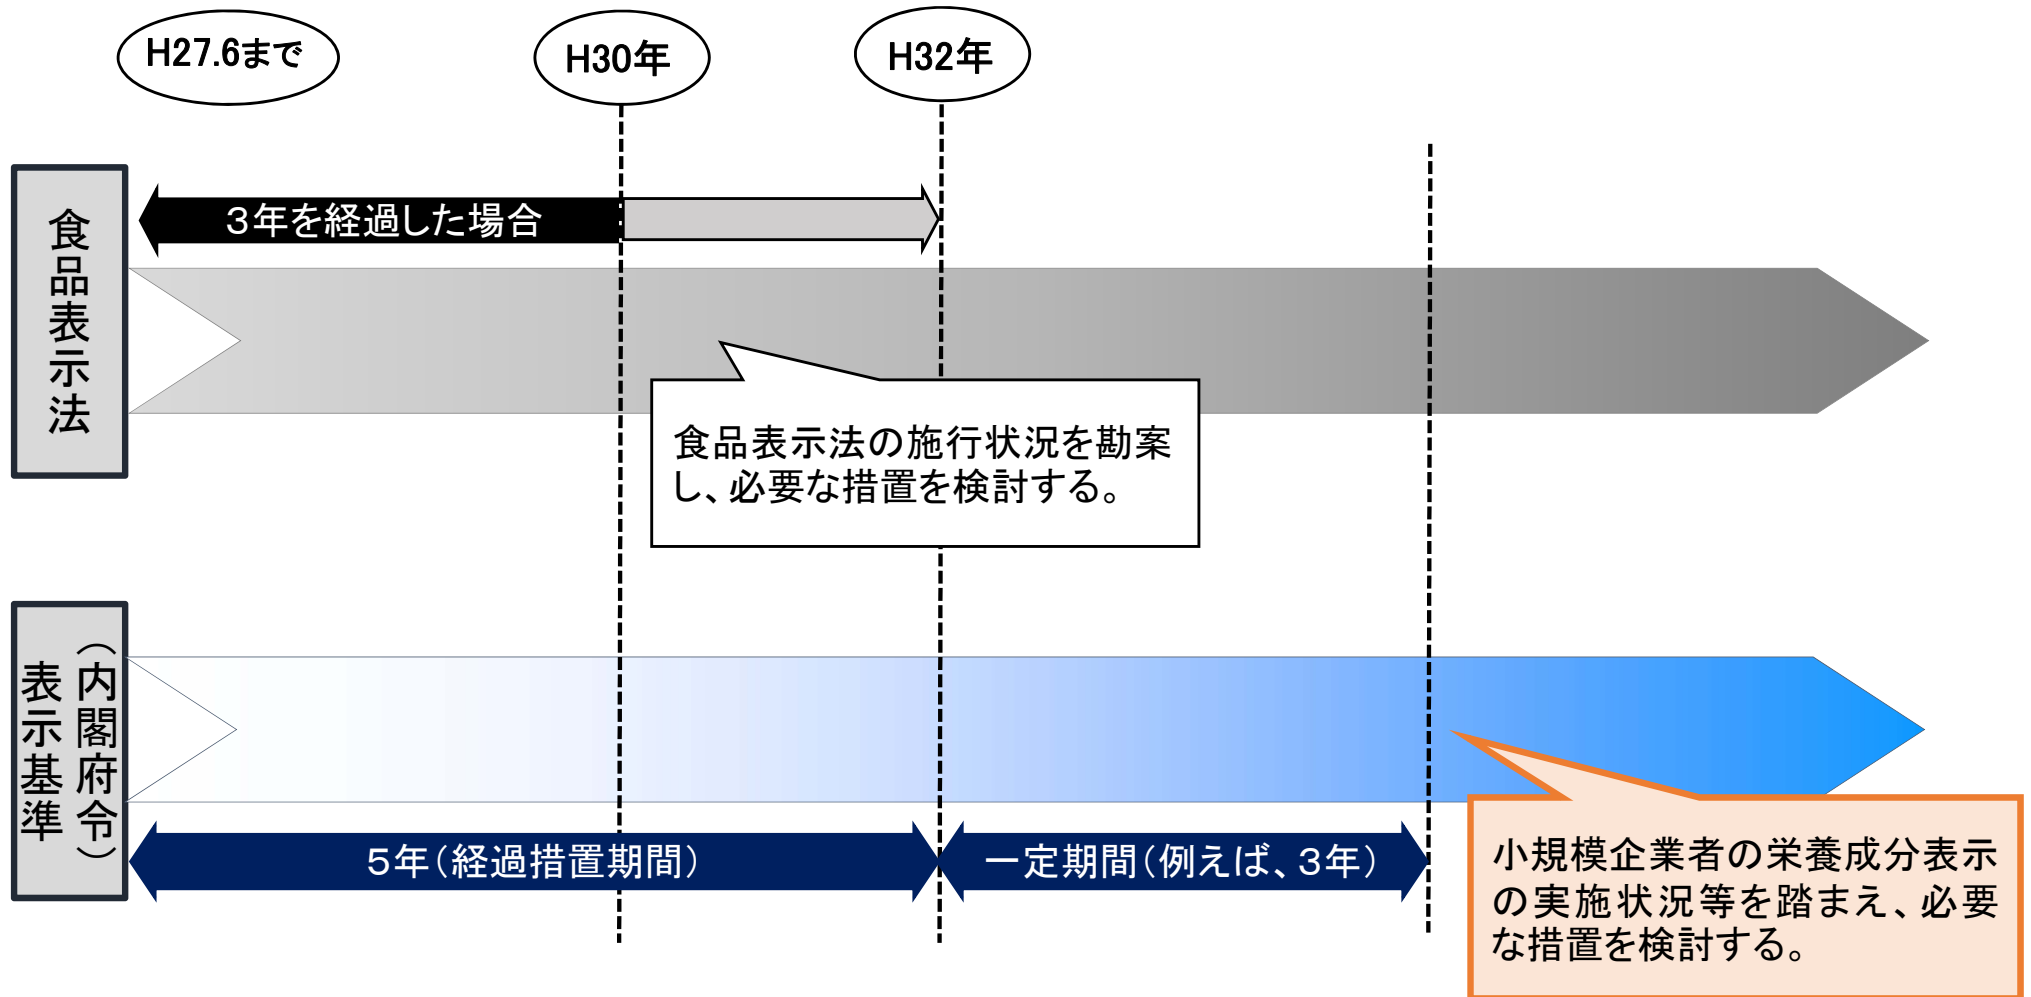 H27.6まで
H30年
H32年
食品表示法
3年を経過した場合
食品表示法の施行状況を勘案
し、必要な措置を検討する。
(内閣府令)
表示基準
5年(経過措置期間)
一定期間(例えば、3年)
小規模企業者の栄養成分表示
の実施状況等を踏まえ、必要
な措置を検討する。